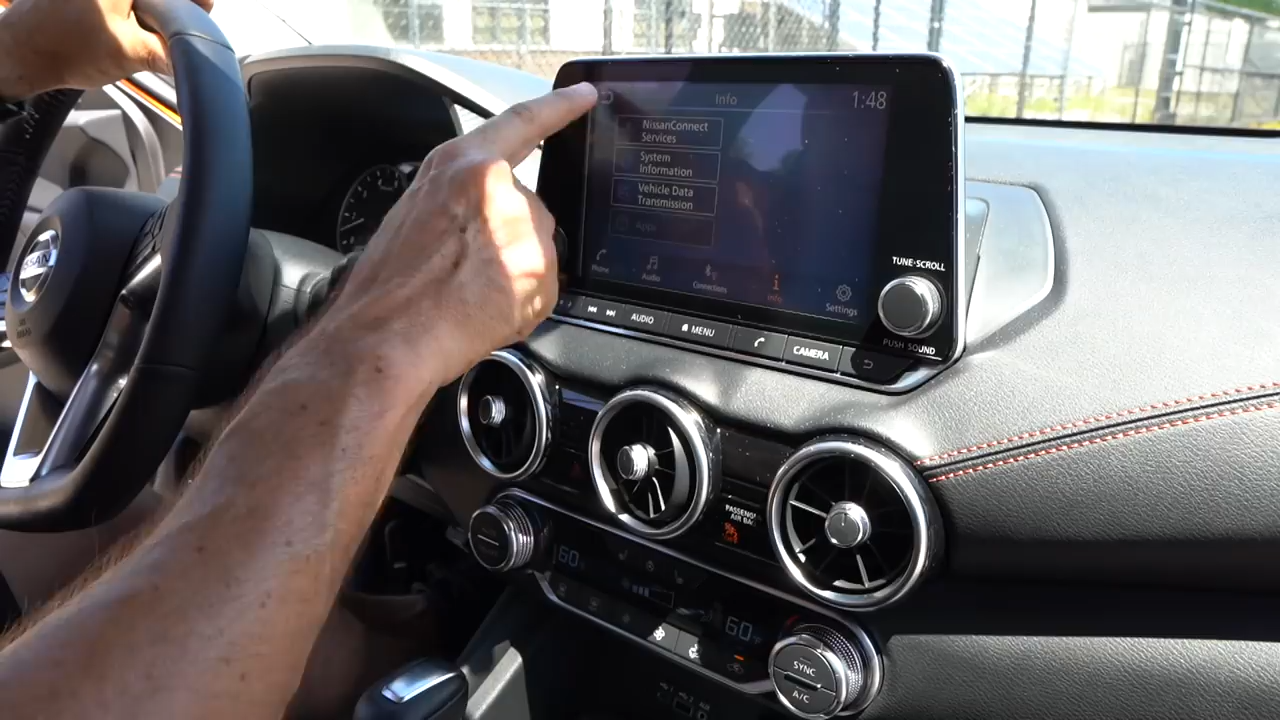 Info
1:48
NissanConnect
Services
System
Information
Vehicle Data
Transmission
Apps
Phone
Audio
Connections
Info
Settings
TUNE·SCROLL
PUSH SOUND
AUDIO
MENU
CAMERA
NISSAN
PASSENGER
AIR BAG
60
60°F
SYNC
A/C